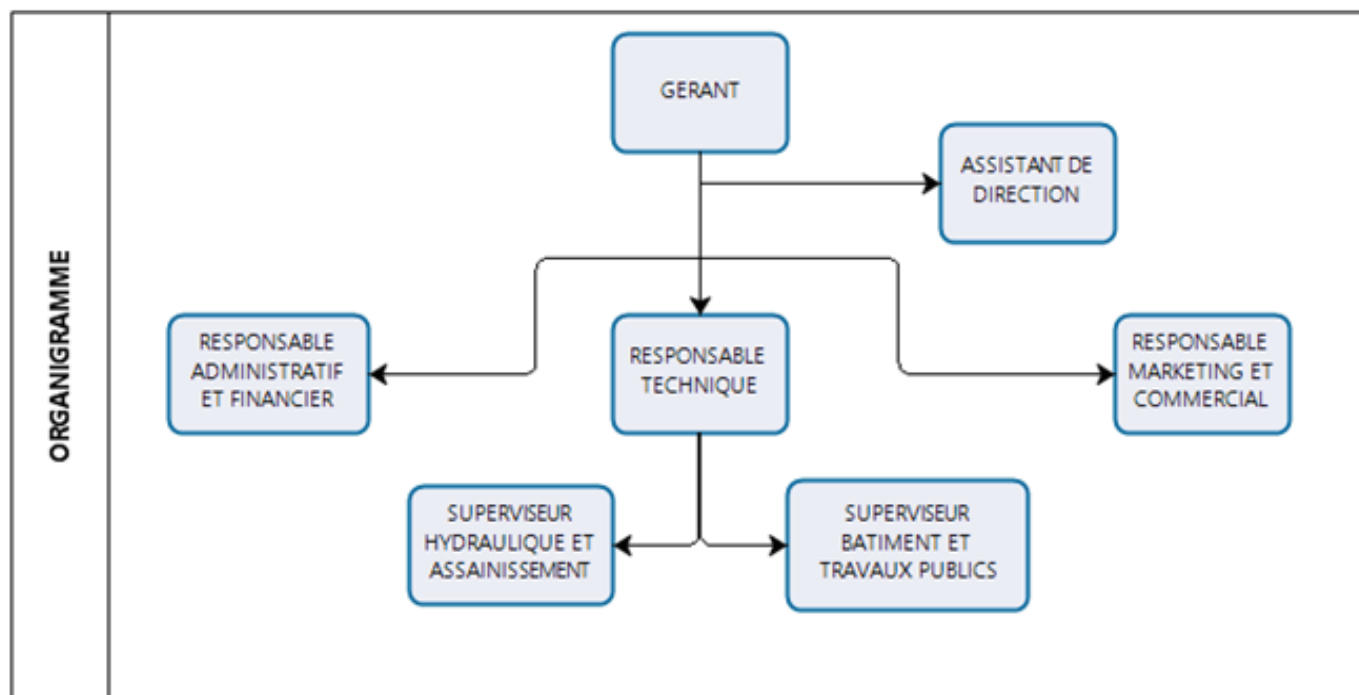 ORGANIGRAMME
GERANT
ASSISTANT DE
DIRECTION
RESPONSABLE
ADMINISTRATIF
ET FINANCIER
RESPONSABLE
TECHNIQUE
RESPONSABLE
MARKETING ET
COMMERCIAL
SUPERVISEUR
HYDRAULIQUE ET
ASSAINISSEMENT
SUPERVISEUR
BATIMENT ET
TRAVAUX PUBLICS